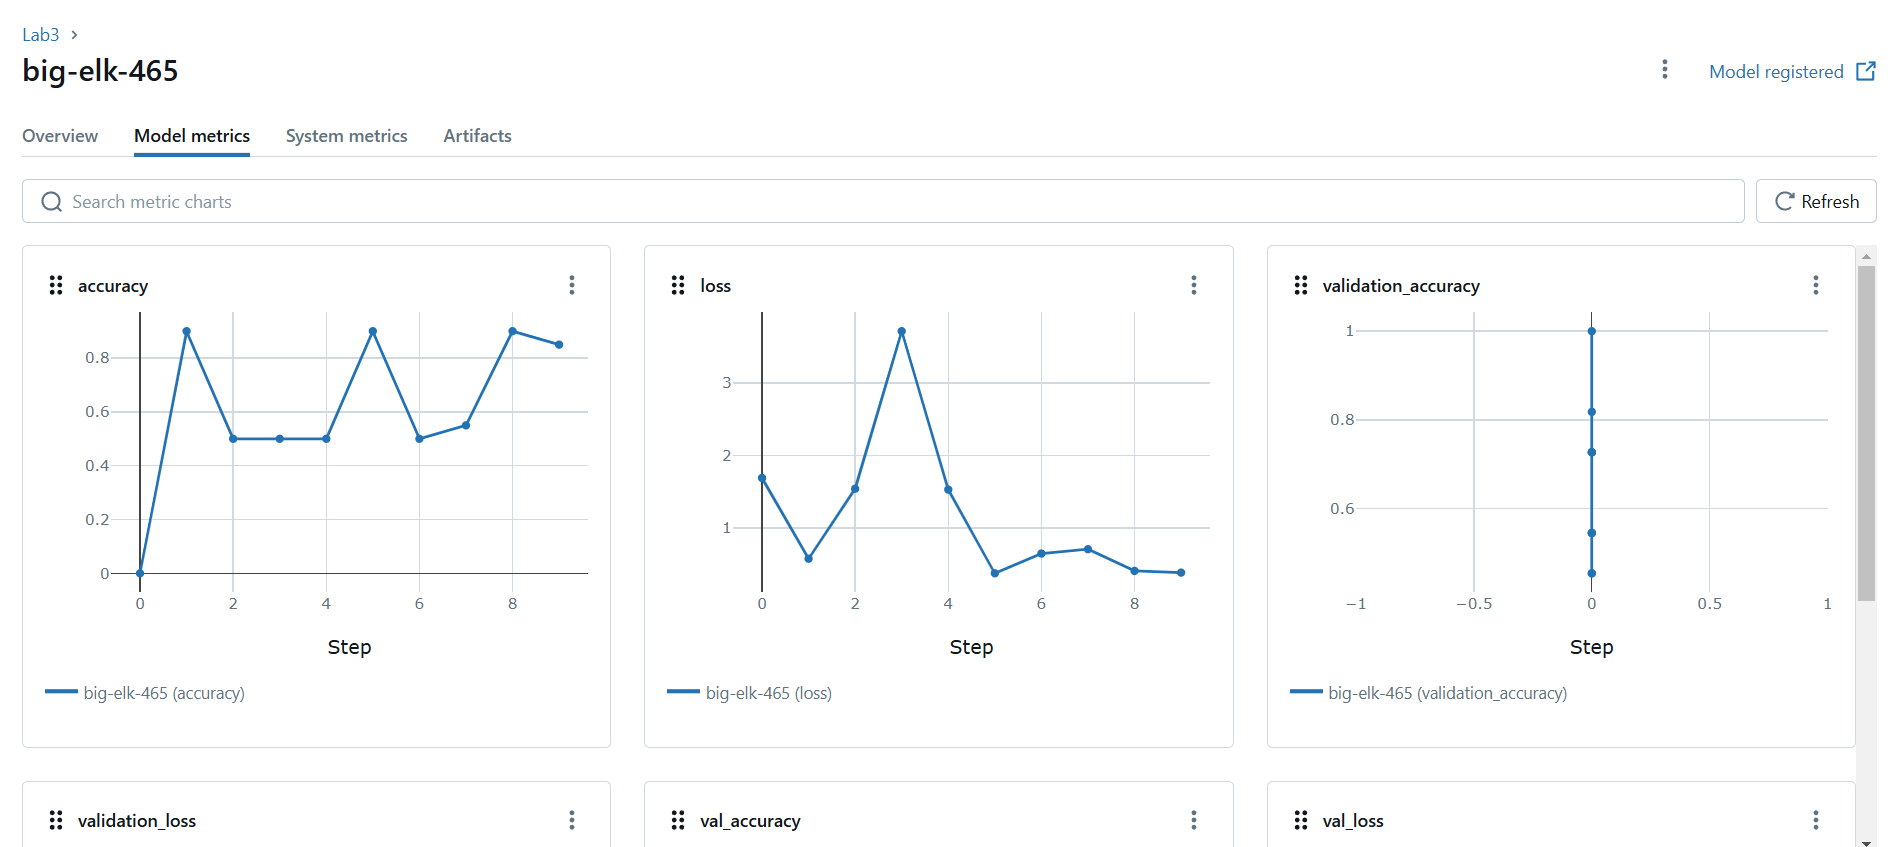 Lab3
big-elk-465
Model registered
Overview Model metrics System metrics Artifacts
Search metric charts
Refresh
accuracy
0.8
0.6
0.4
0.2
0
0 2 4 6 8
Step
big-elk-465 (accuracy)
loss
3
2
1
0 2 4 6 8
Step
big-elk-465 (loss)
validation_accuracy
1
0.8
0.6
−1 −0.5 0 0.5 1
Step
big-elk-465 (validation_accuracy)
validation_loss
val_accuracy
val_loss